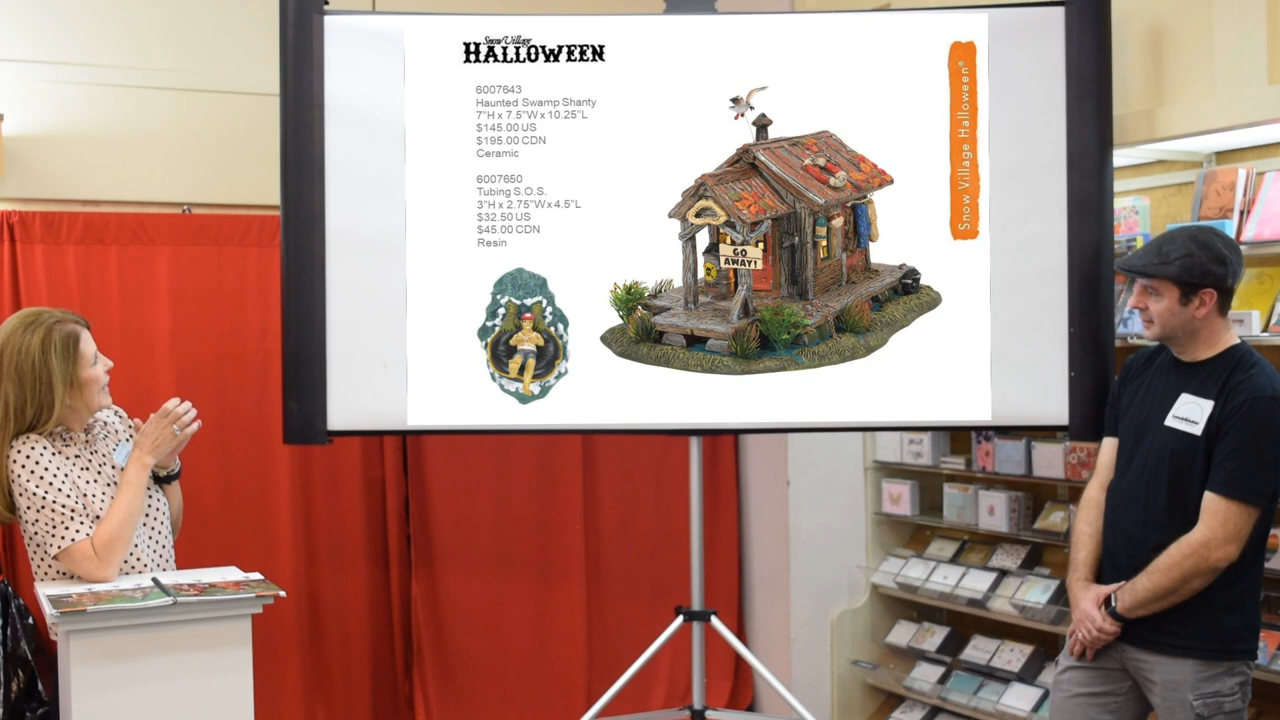 Snow Village
HALLOWEEN
6007643
Haunted Swamp Shanty
7"H x 7.5"W x 10.25"L
$145.00 US
$195.00 CDN
Ceramic
6007650
Tubing S.O.S.
3"H x 2.75"W x 4.5"L
$32.50 US
$45.00 CDN
Resin
GO
AWAY!
Snow Village Halloween®